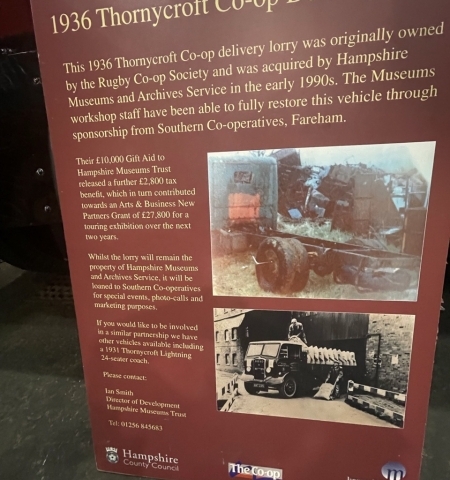 1936 Thornycroft Co-op
This 1936 Thornycroft Co-op delivery lorry was originally owned
by the Rugby Co-op Society and was acquired by Hampshire
Museums and Archives Service in the early 1990s. The Museums
workshop staff have been able to fully restore this vehicle through
sponsorship from Southern Co-operatives, Fareham.
Their £10,000 Gift Aid to
Hampshire Museums Trust
released a further £2,800 tax
benefit, which in turn contributed
towards an Arts & Business New
Partners Grant of £27,800 for a
touring exhibition over the next
two years.
Whilst the lorry will remain the
property of Hampshire Museums
and Archives Service, it will be
loaned to Southern Co-operatives
for special events, photo-calls and
marketing purposes.
If you would like to be involved
in a similar partnership we have
other vehicles available including
a 1931 Thornycroft Lightning
24-seater coach.
Please contact:
Ian Smith
Director of Development
Hampshire Museums Trust
Tel: 01256 845683
Hampshire
County Council
The Co-op
m